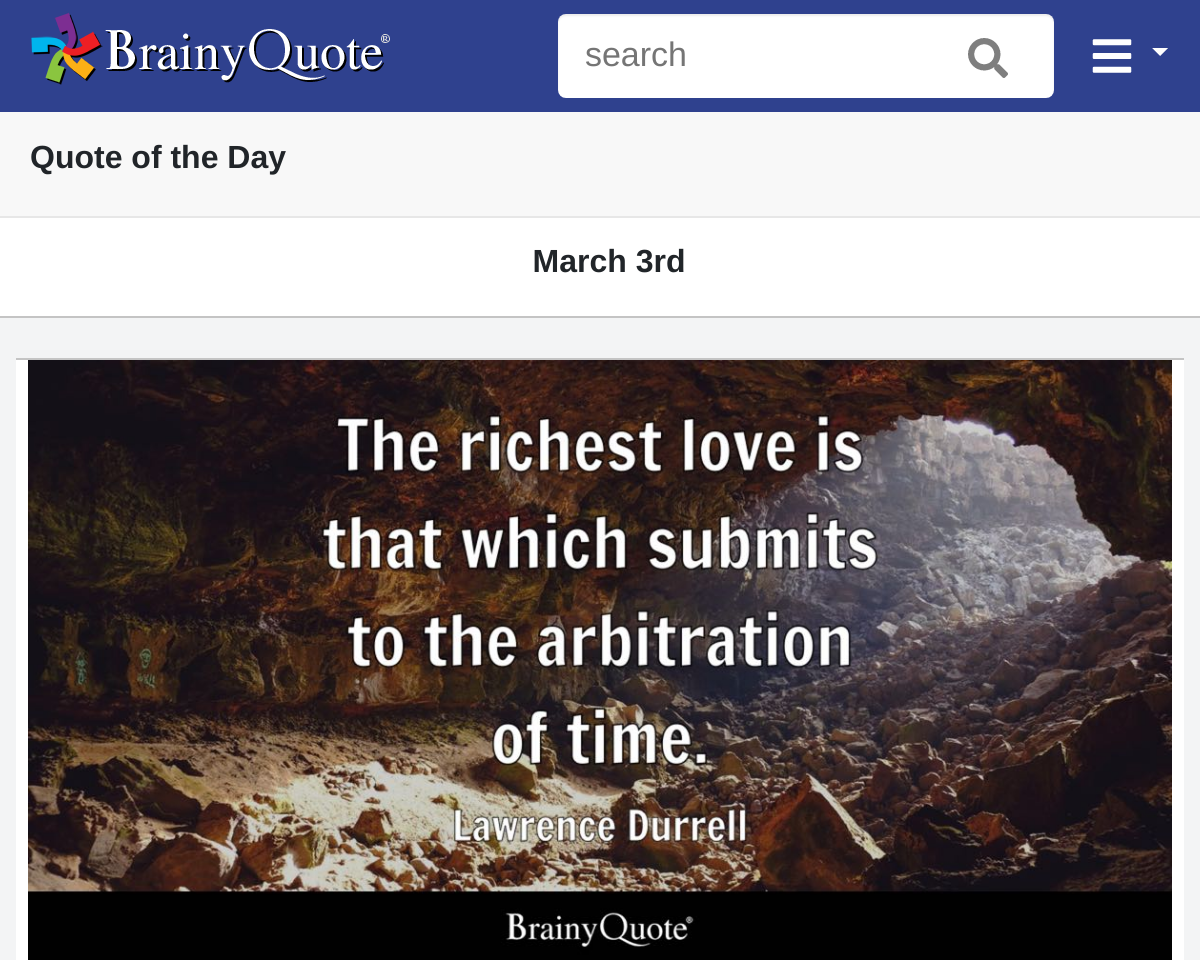 BrainyQuote®
search
Quote of the Day
March 3rd
The richest love is
that which submits
to the arbitration
of time.
Lawrence Durrell
BrainyQuote®